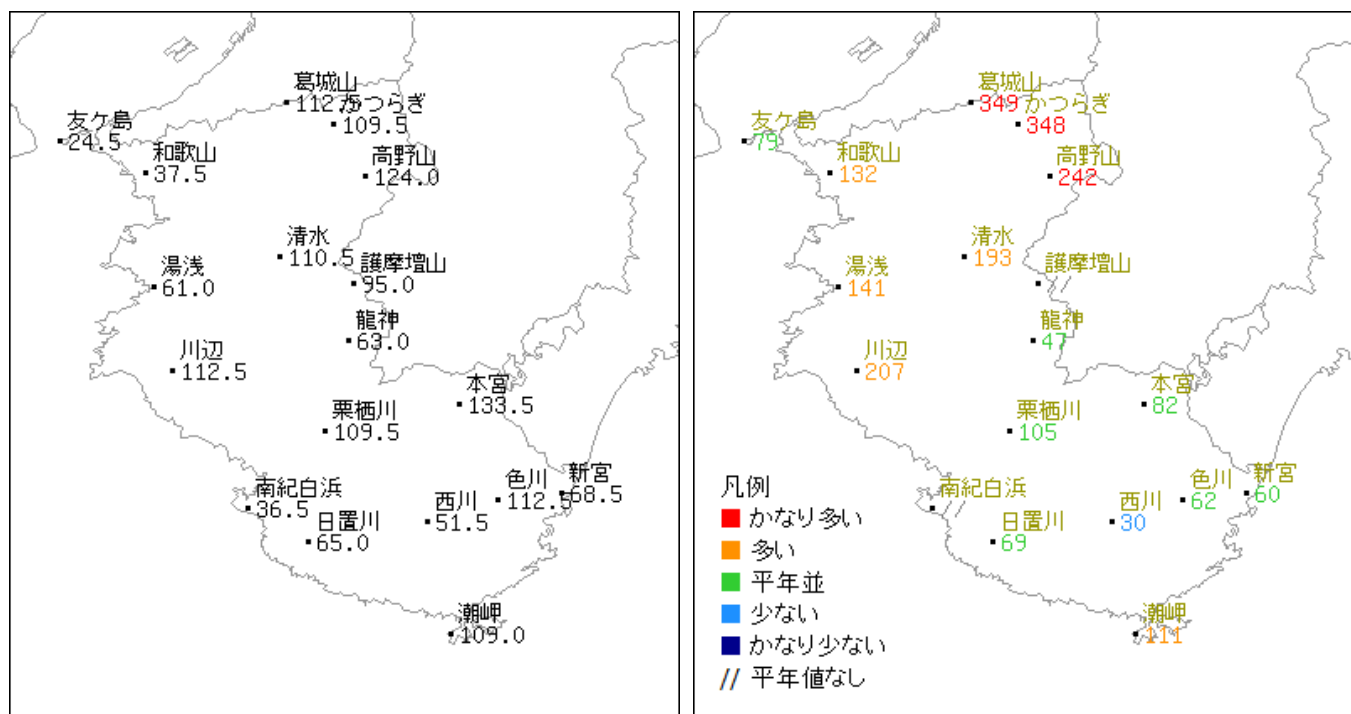 葛城山
112.5
かつらぎ
109.5
友ケ島
24.5
和歌山
37.5
高野山
124.0
清水
110.5
護摩壇山
95.0
湯浅
61.0
龍神
63.0
川辺
112.5
本宮
133.5
栗栖川
109.5
南紀白浜
36.5
日置川
65.0
西川
51.5
色川
112.5
新宮
68.5
潮岬
109.0
葛城山
349
かつらぎ
348
友ケ島
79
和歌山
132
高野山
242
清水
193
護摩壇山
//
湯浅
141
龍神
47
川辺
207
本宮
82
栗栖川
105
南紀白浜
//
日置川
69
西川
30
色川
62
新宮
60
潮岬
111
凡例
かなり多い
多い
平年並
少ない
かなり少ない
// 平年値なし